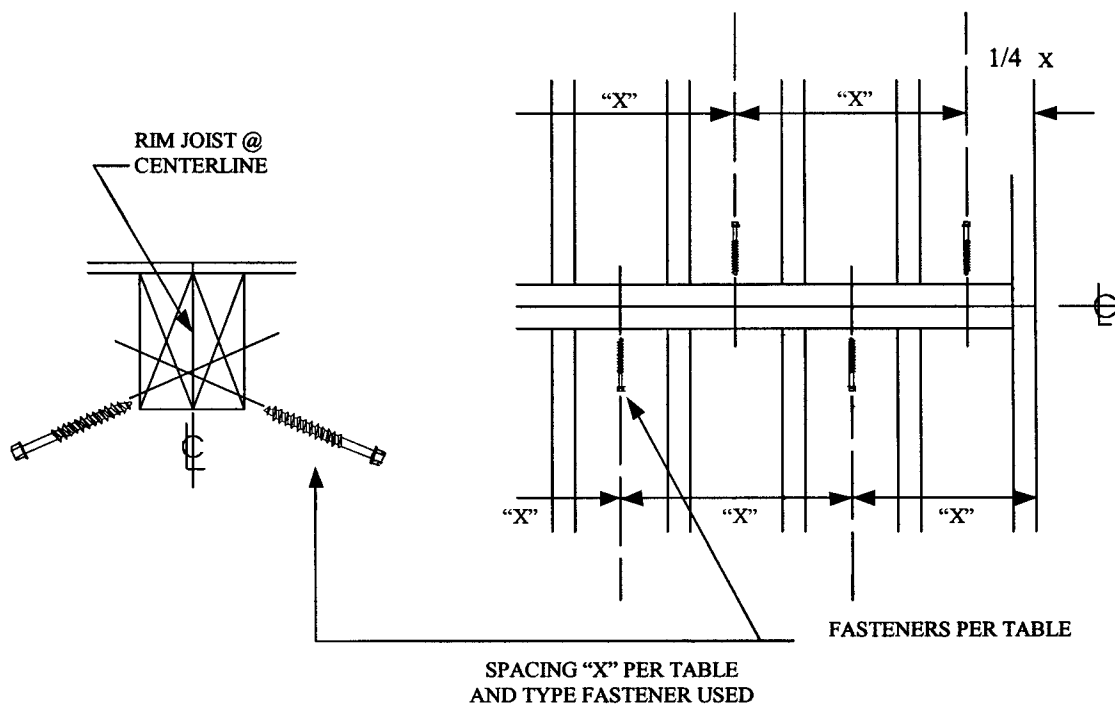 1/4 x
“X”
“X”
RIM JOIST @
CENTERLINE
℄
℄
“X”
“X”
“X”
FASTENERS PER TABLE
SPACING “X” PER TABLE
AND TYPE FASTENER USED